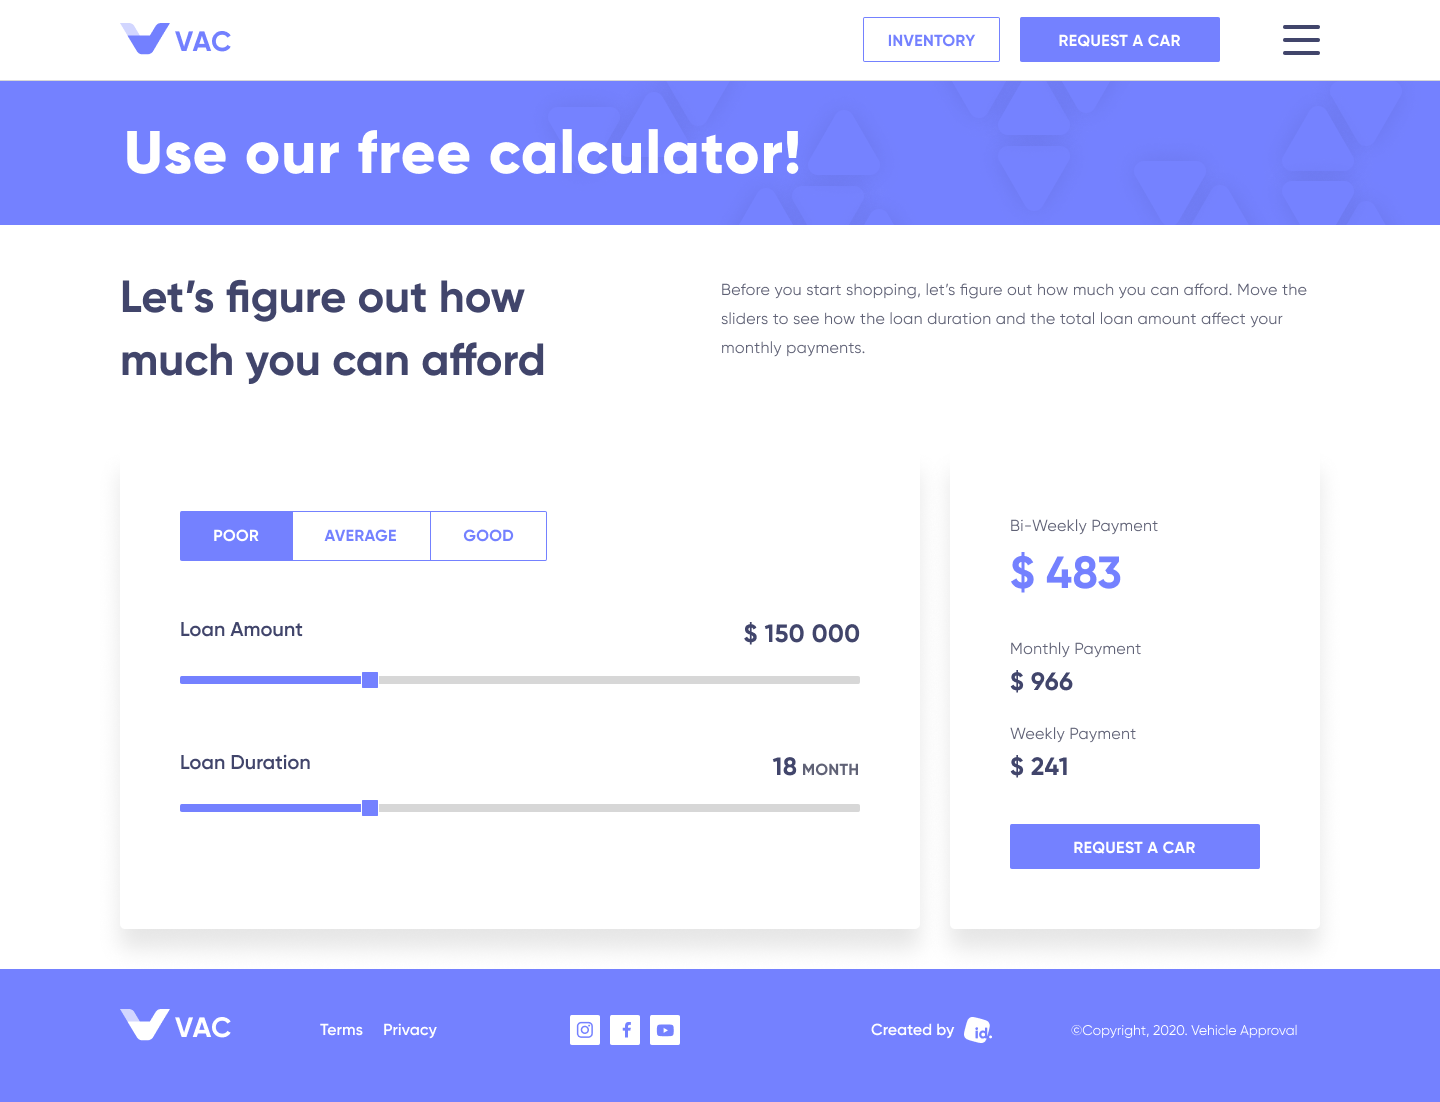 VAC
INVENTORY
REQUEST A CAR
Use our free calculator!
Let’s figure out how
much you can afford
Before you start shopping, let’s figure out how much you can afford. Move the
sliders to see how the loan duration and the total loan amount affect your
monthly payments.
POOR
AVERAGE
GOOD
Loan Amount
$ 150 000
Loan Duration
18 MONTH
Bi-Weekly Payment
$ 483
Monthly Payment
$ 966
Weekly Payment
$ 241
REQUEST A CAR
VAC
Terms
Privacy
Created by
id.
©Copyright, 2020. Vehicle Approval